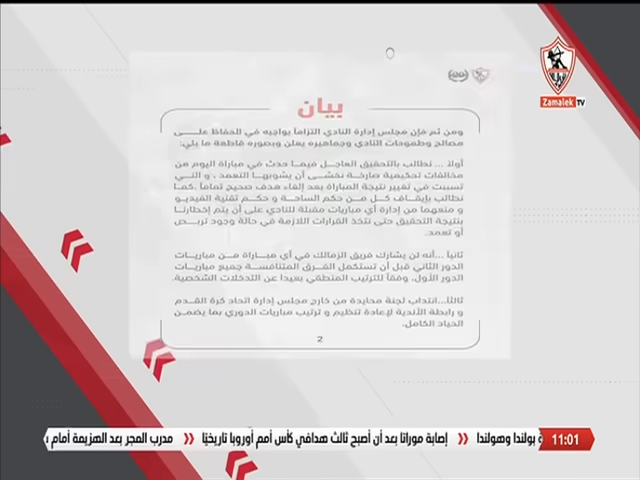 Zamalek TV
بيان
ومن ثم فإن مجلس إدارة النادي التزاماً بواجبه في الحفاظ على
مصالح وطموحات النادي وجماهيره يعلن وبصوره قاطعة ما يلي:
أولاً ... نطالب بالتحقيق العاجل فيما حدث في مباراة اليوم من
مخالفات تحكيمية صارخة نخشى أن يشوبها التعمد ، و التي
تسببت في تغيير نتيجة المباراة بعد إلغاء هدف صحيح تماماً .كما
نطالب بإيقاف كل من حكم الساحة و حكم تقنية الفيديو
و منعهما من إدارة أي مباريات مقبلة للنادي على أن يتم إخطارنا
بنتيجة التحقيق حتى نتخذ القرارات اللازمة في حالة وجود تربص
أو تعمد.
ثانياً ...أنه لن يشارك فريق الزمالك في أي مباراة من مباريات
الدور الثاني قبل أن تستكمل الفرق المتنافسة جميع مباريات
الدور الأول، وفقاً للترتيب المنطقي بعيدا عن التدخلات الشخصية.
ثالثاً...انتداب لجنة محايدة من خارج مجلس إدارة اتحاد كرة القدم
و رابطة الأندية لإعادة تنظيم و ترتيب مباريات الدوري بما يضمن
الحياد الكامل.
2
11:01 ة بولندا وهولندا » إصابة موراتا بعد أن أصبح ثالث هدافي كأس أمم أوروبا تاريخيًا » مدرب المجر بعد الهزيمة أمام